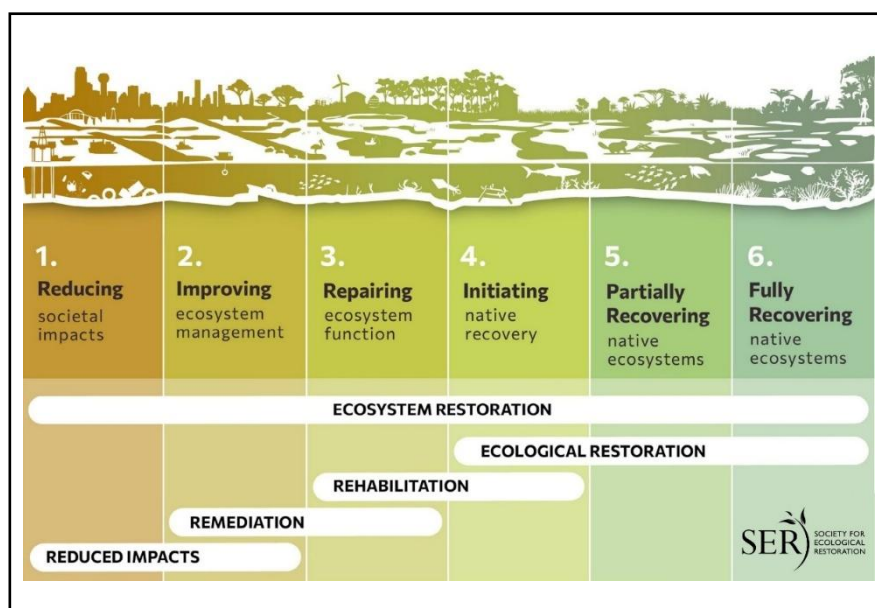 1.
Reducing
societal
impacts
2.
Improving
ecosystem
management
3.
Repairing
ecosystem
function
4.
Initiating
native
recovery
5.
Partially
Recovering
native
ecosystems
6.
Fully
Recovering
native
ecosystems
ECOSYSTEM RESTORATION
ECOLOGICAL RESTORATION
REHABILITATION
REMEDIATION
REDUCED IMPACTS
SER
SOCIETY FOR
ECOLOGICAL
RESTORATION